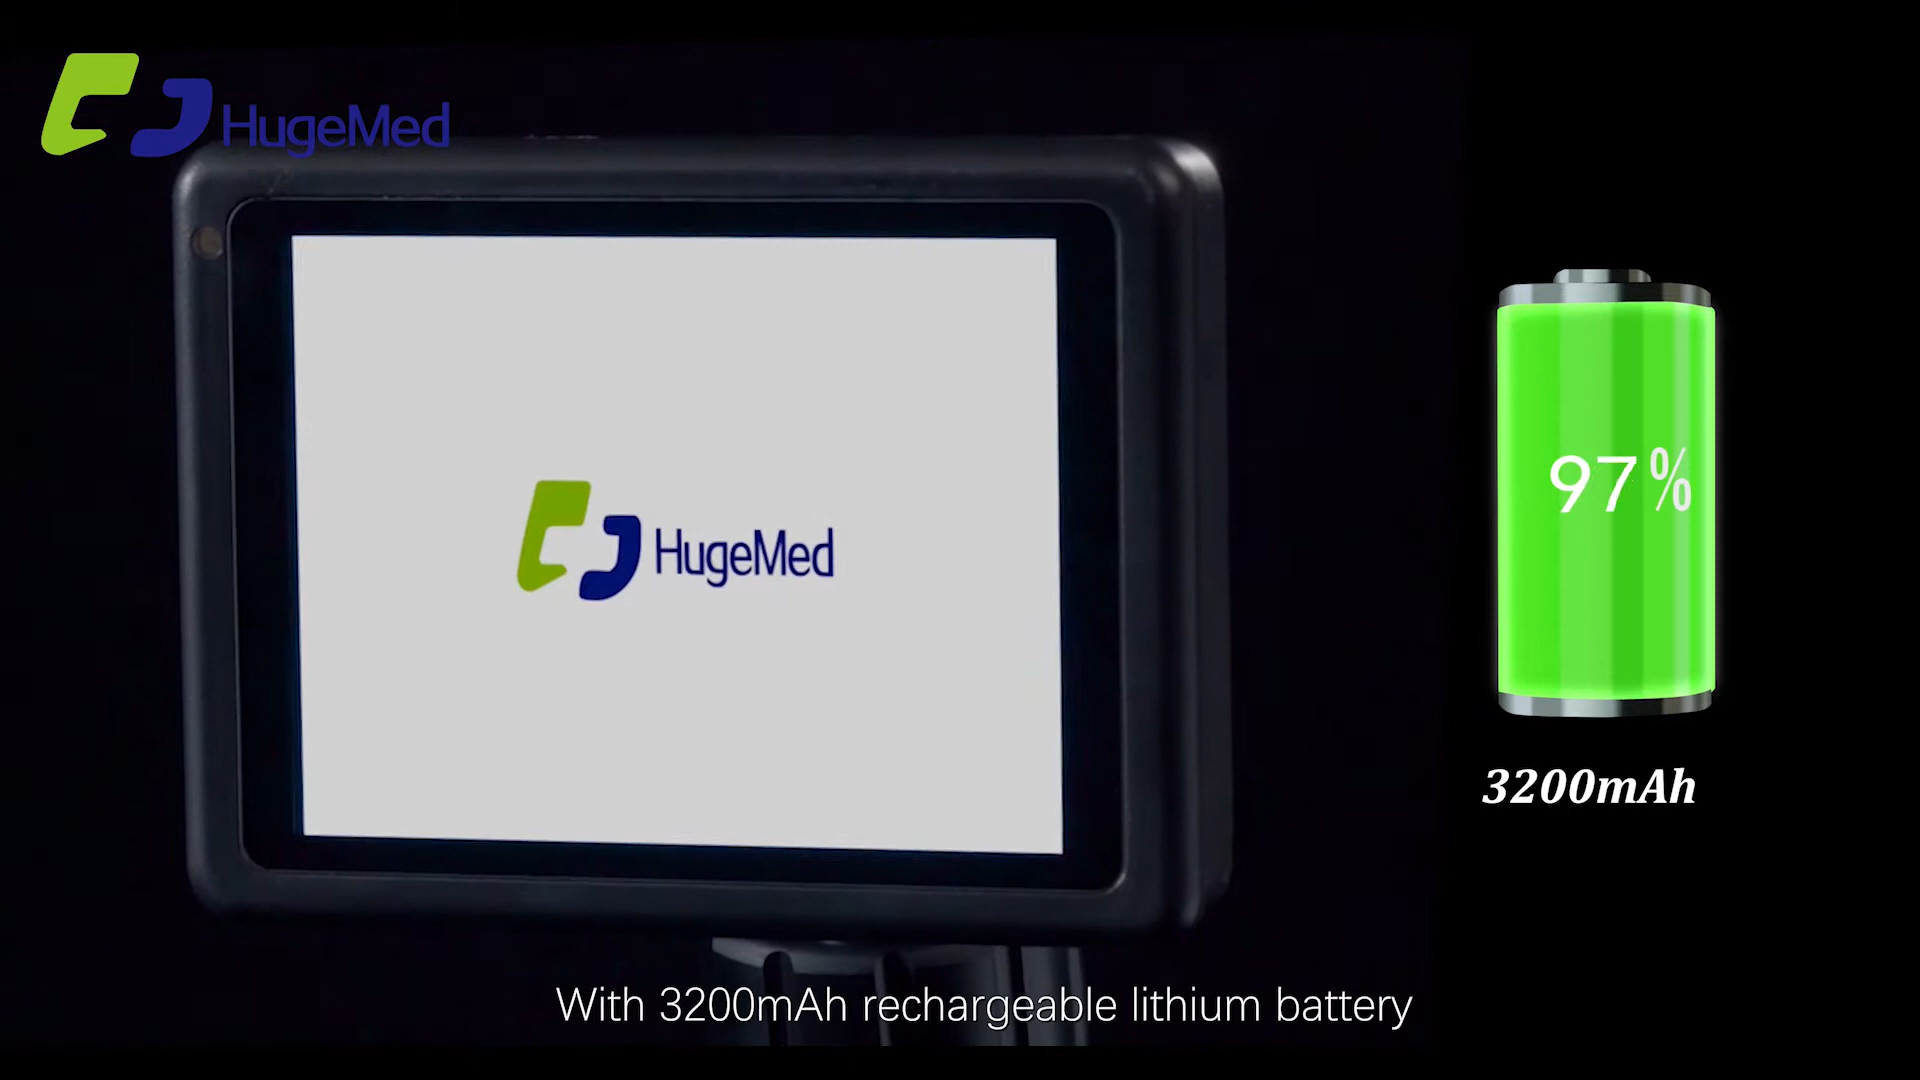 HugeMed
HugeMed
97%
3200mAh
With 3200mAh rechargeable lithium battery